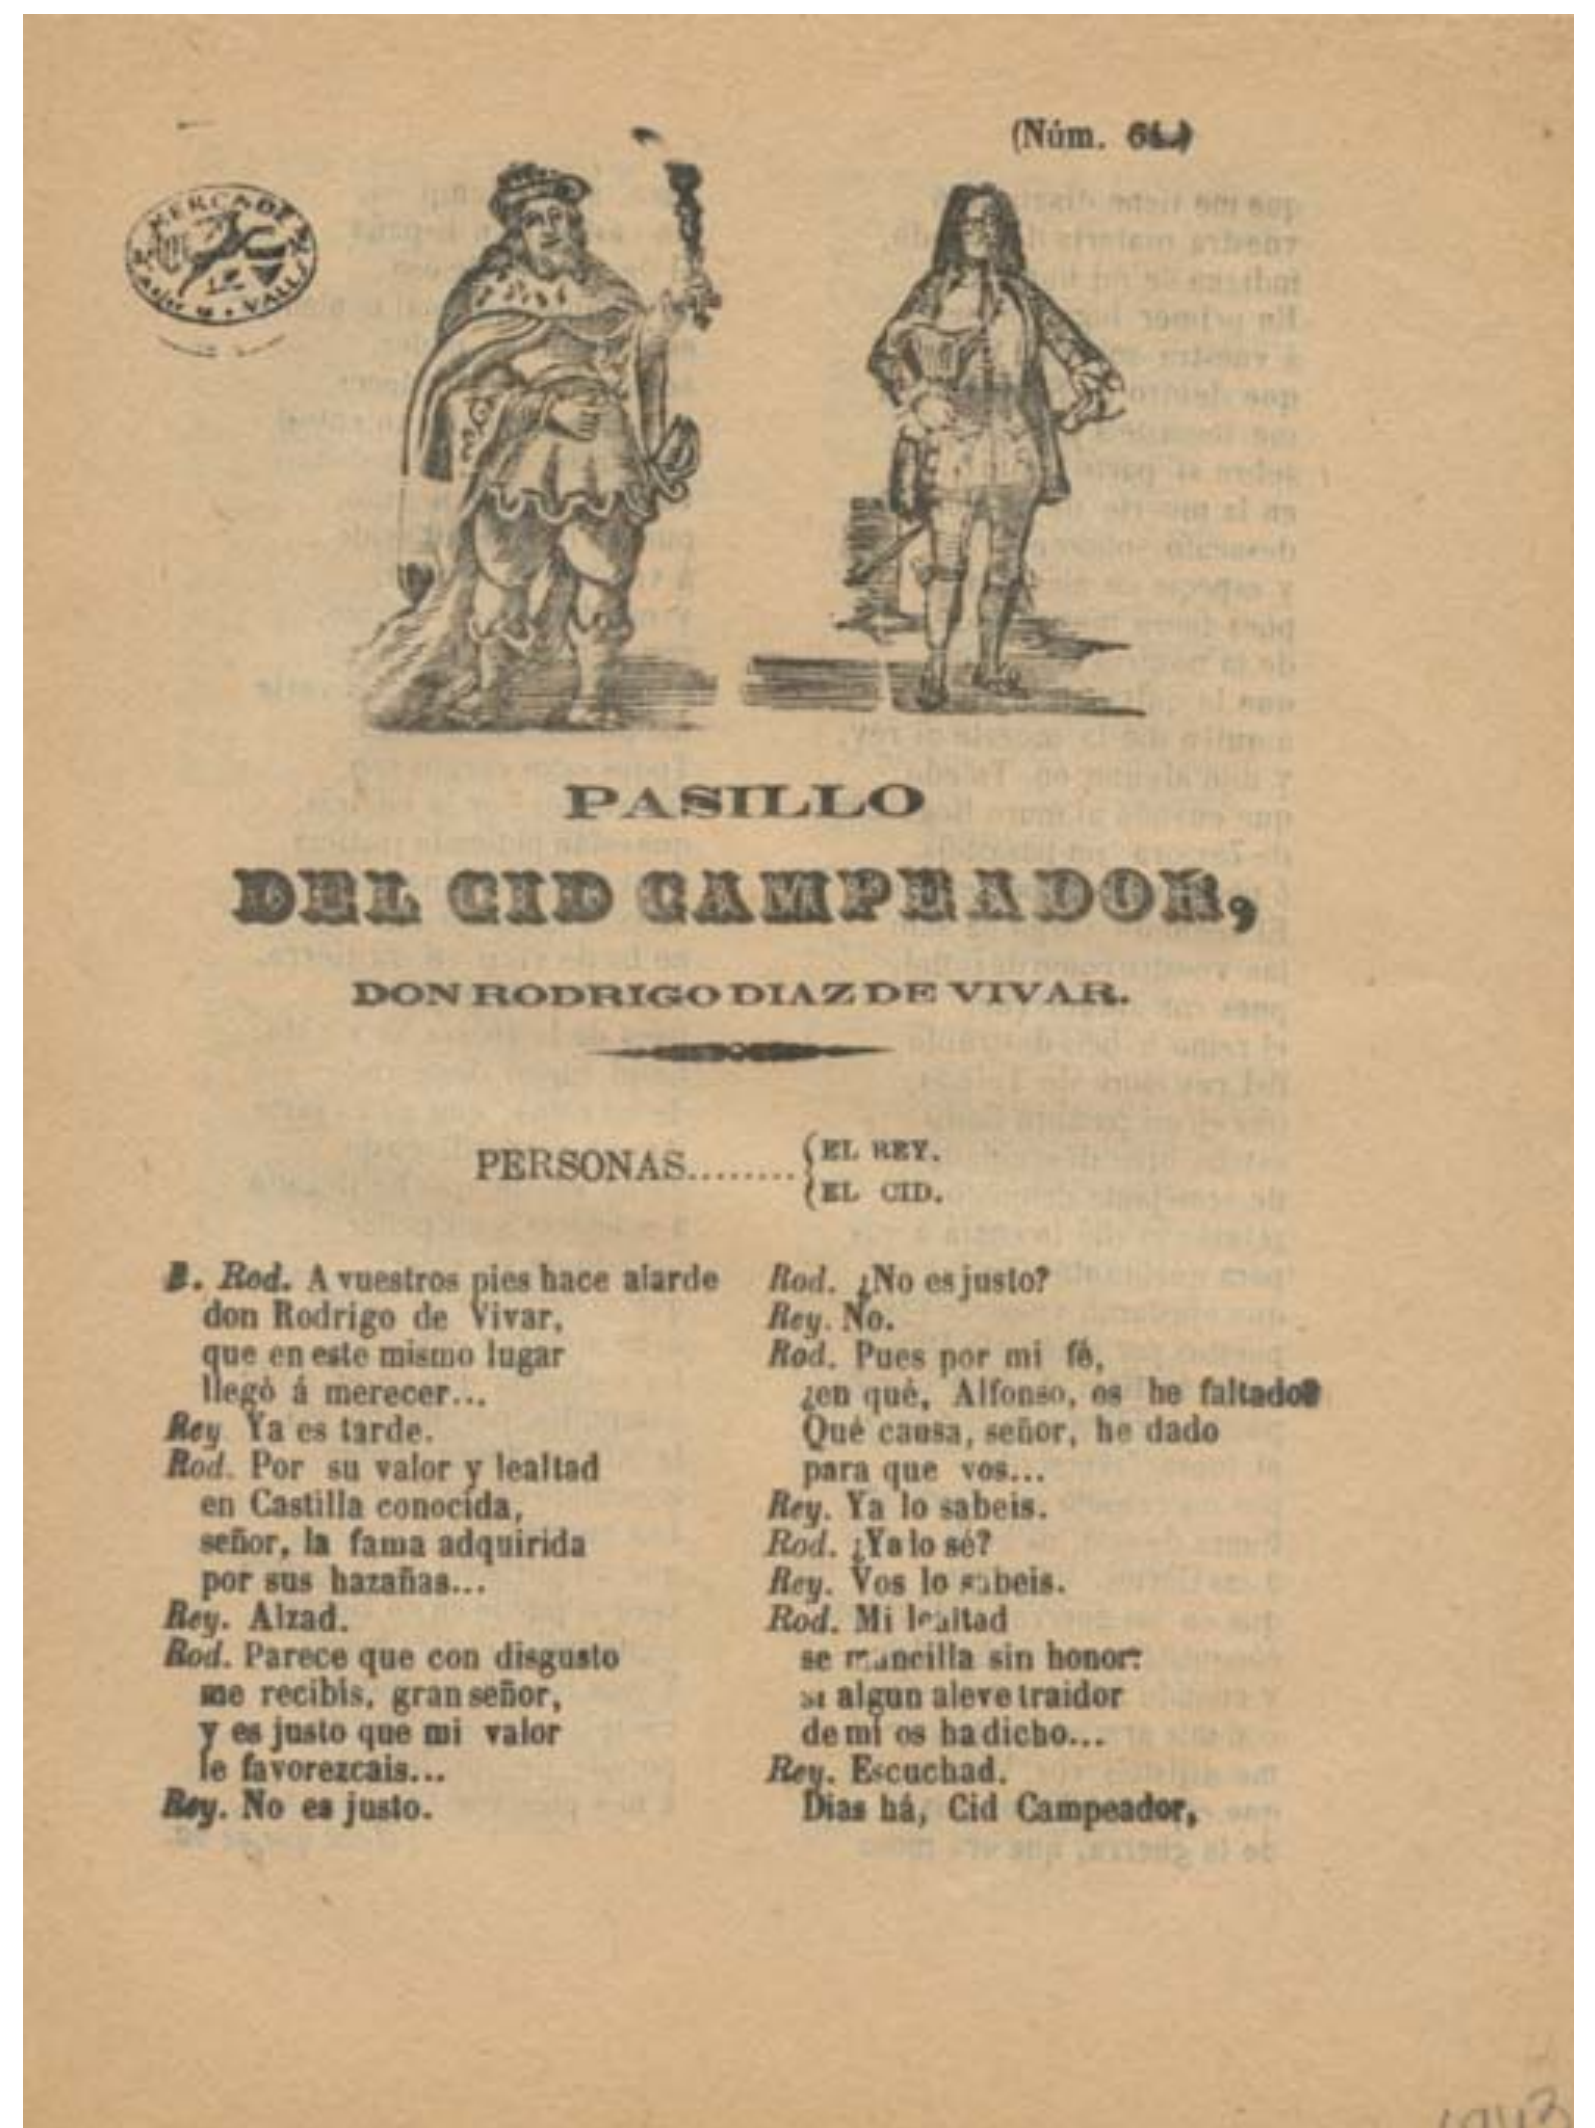 (Núm.
PASILLO
DEL CID CAMPEADOR,
DON RODRIGO DIAZ DE VIVAR.
PERSONAS........
EL REY.
EL CID.
Rod. A vuestros pies hace alarde
don Rodrigo de Vivar,
que en este mismo lugar
llegó á merecer...
Rey Ya es tarde.
Rod. Por su valor y lealtad
en Castilla conocida,
señor, la fama adquirida
por sus hazañas...
Rey. Alzad.
Rod. Parece que con disgusto
me recibís, gran señor,
y es justo que mi valor
le favorezcais...
Rey. No es justo.
Rod. ¿No es justo?
Rey. No.
Rod. Pues por mi fé,
¿en qué, Alfonso, os he faltado?
Qué causa, señor, he dado
para que vos...
Rey. Ya lo sabeis.
Rod. ¿Ya lo sé?
Rey. Vos lo sabeis.
Rod. Mi lealtad
se mancilla sin honor:
si algun aleve traidor
de mí os ha dicho...
Rey. Escuchad.
Dias há, Cid Campeador,